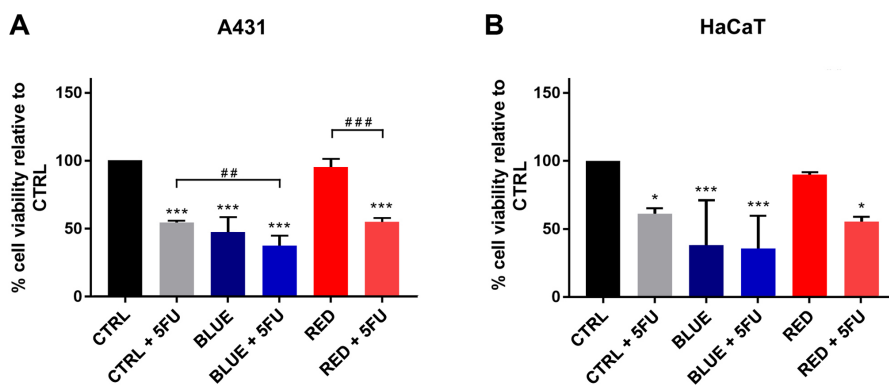 A
A431
% cell viability relative to
CTRL
150
100
50
0
###
##
***
***
***
***
CTRL
CTRL + 5FU
BLUE
BLUE + 5FU
RED
RED + 5FU
B
HaCaT
% cell viability relative to
CTRL
150
100
50
0
*
***
***
*
CTRL
CTRL + 5FU
BLUE
BLUE + 5FU
RED
RED + 5FU